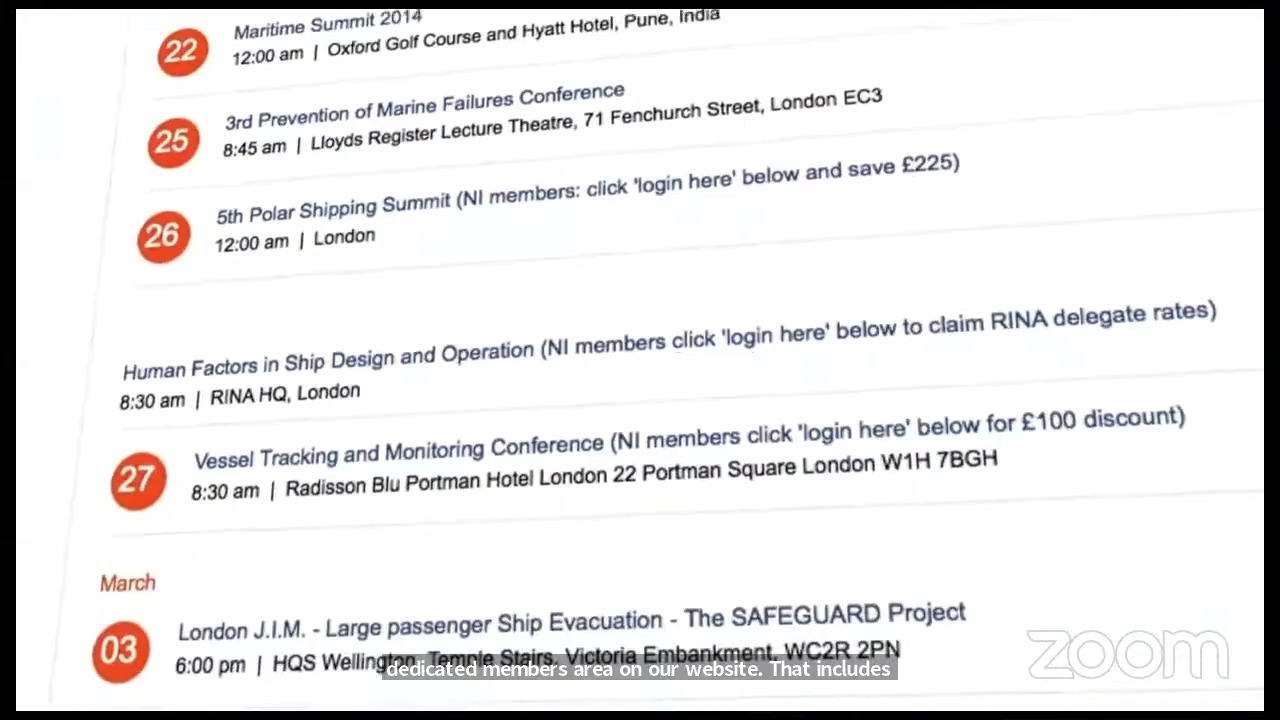 Maritime Summit 2014
22
12:00 am | Oxford Golf Course and Hyatt Hotel, Pune, India
3rd Prevention of Marine Failures Conference
25
8:45 am | Lloyds Register Lecture Theatre, 71 Fenchurch Street, London EC3
5th Polar Shipping Summit (NI members: click 'login here' below and save £225)
26
12:00 am | London
Human Factors in Ship Design and Operation (NI members click 'login here' below to claim RINA delegate rates)
8:30 am | RINA HQ, London
Vessel Tracking and Monitoring Conference (NI members click 'login here' below for £100 discount)
27
8:30 am | Radisson Blu Portman Hotel London 22 Portman Square London W1H 7BGH
March
London J.I.M. - Large passenger Ship Evacuation - The SAFEGUARD Project
03
6:00 pm | HQS Wellington, Temple Stairs, Victoria Embankment, WC2R 2PN
dedicated members area on our website. That includes
zoom